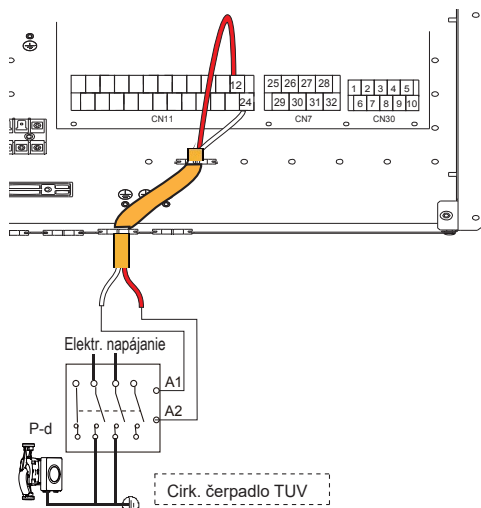 12 25 26 27 28 1 2 3 4 5
24 29 30 31 32 6 7 8 9 10
CN11 CN7 CN30
Elektr. napájanie
A1
A2
P-d
Cirk. čerpadlo TUV